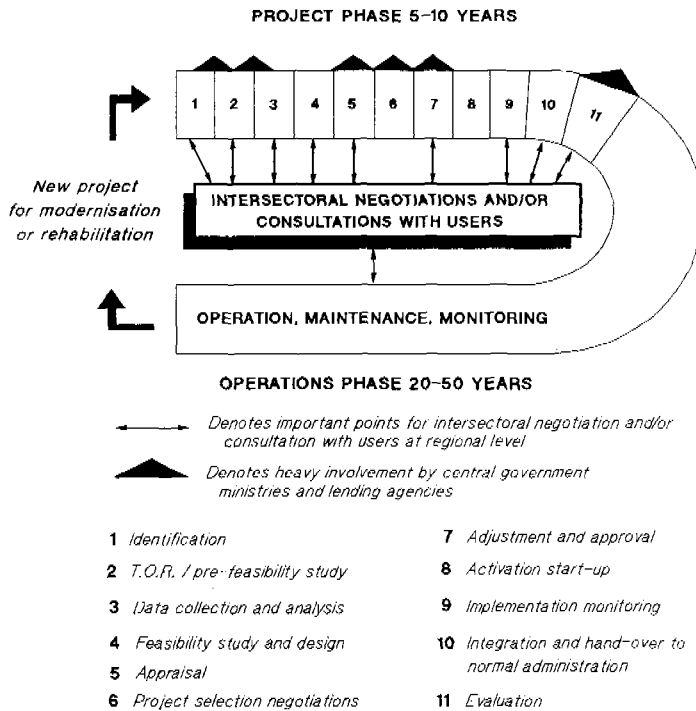 PROJECT PHASE 5-10 YEARS
1 2 3 4 5 6 7 8 9 10 11
New project
for modernisation
or rehabilitation
INTERSECTORAL NEGOTIATIONS AND/OR
CONSULTATIONS WITH USERS
OPERATION, MAINTENANCE, MONITORING
OPERATIONS PHASE 20-50 YEARS
Denotes important points for intersectoral negotiation and/or
consultation with users at regional level
Denotes heavy involvement by central government
ministries and lending agencies
1 Identification
2 T.O.R. / pre-feasibility study
3 Data collection and analysis
4 Feasibility study and design
5 Appraisal
6 Project selection negotiations
7 Adjustment and approval
8 Activation start-up
9 Implementation monitoring
10 Integration and hand-over to
normal administration
11 Evaluation